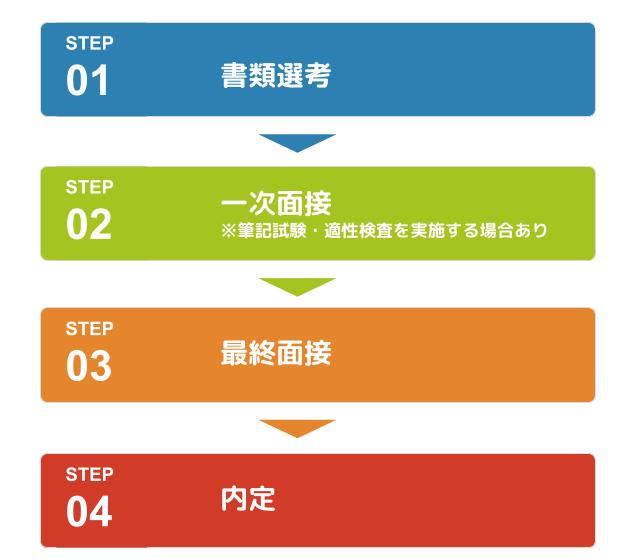 STEP
01
書類選考
STEP
02
一次面接
※筆記試験・適性検査を実施する場合あり
STEP
03
最終面接
STEP
04
内定